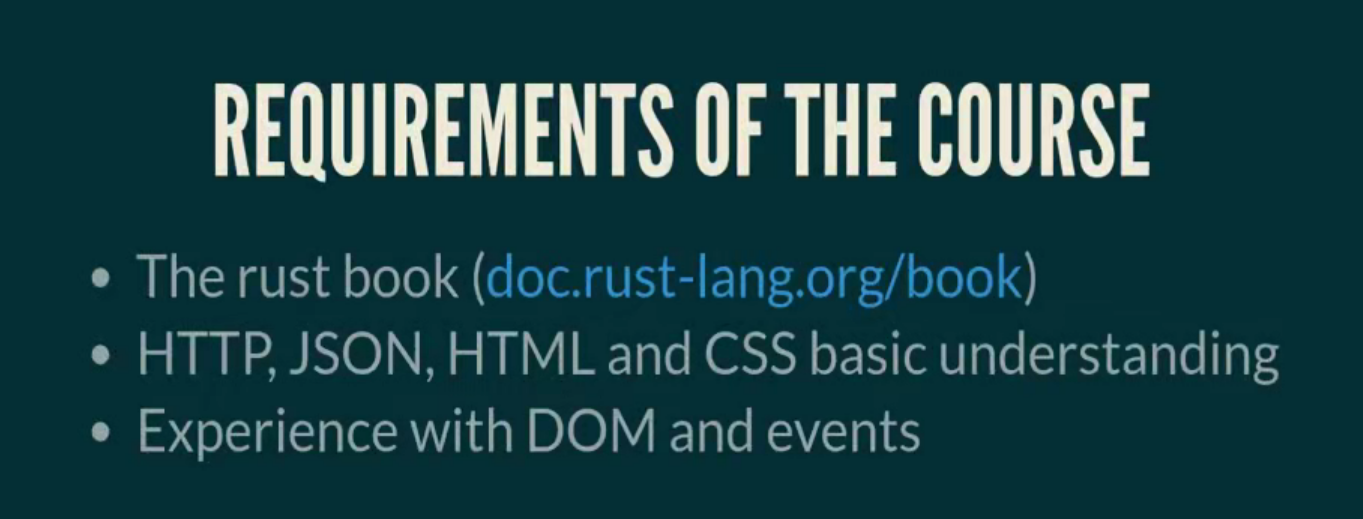 REQUIREMENTS OF THE COURSE
• The rust book (doc.rust-lang.org/book)
• HTTP, JSON, HTML and CSS basic understanding
• Experience with DOM and events